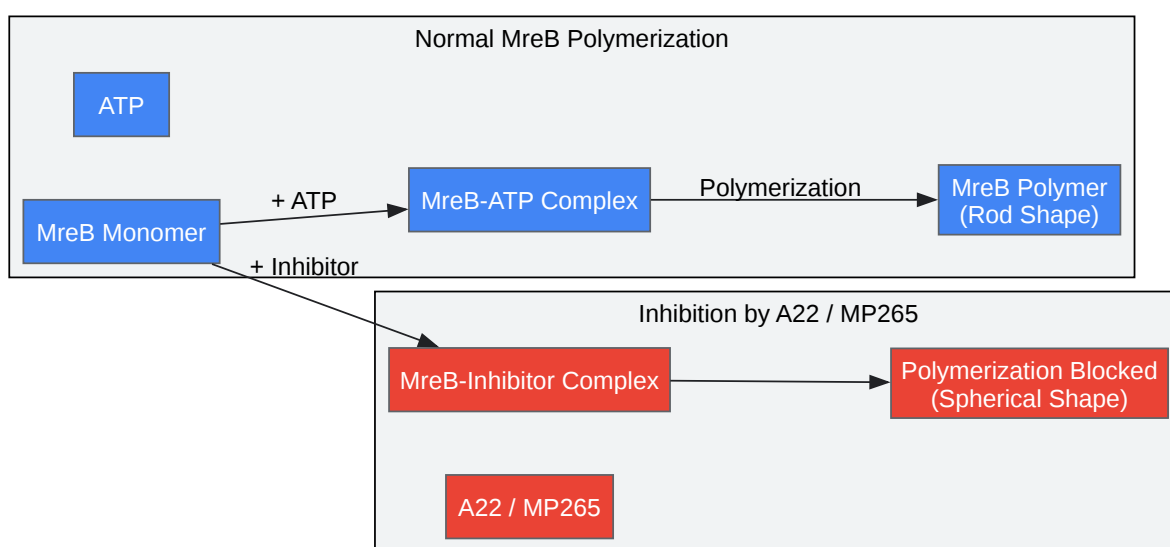 Normal MreB Polymerization
ATP
MreB Monomer
+ ATP
MreB-ATP Complex
Polymerization
MreB Polymer
(Rod Shape)
+ Inhibitor
Inhibition by A22 / MP265
MreB-Inhibitor Complex
Polymerization Blocked
(Spherical Shape)
A22 / MP265